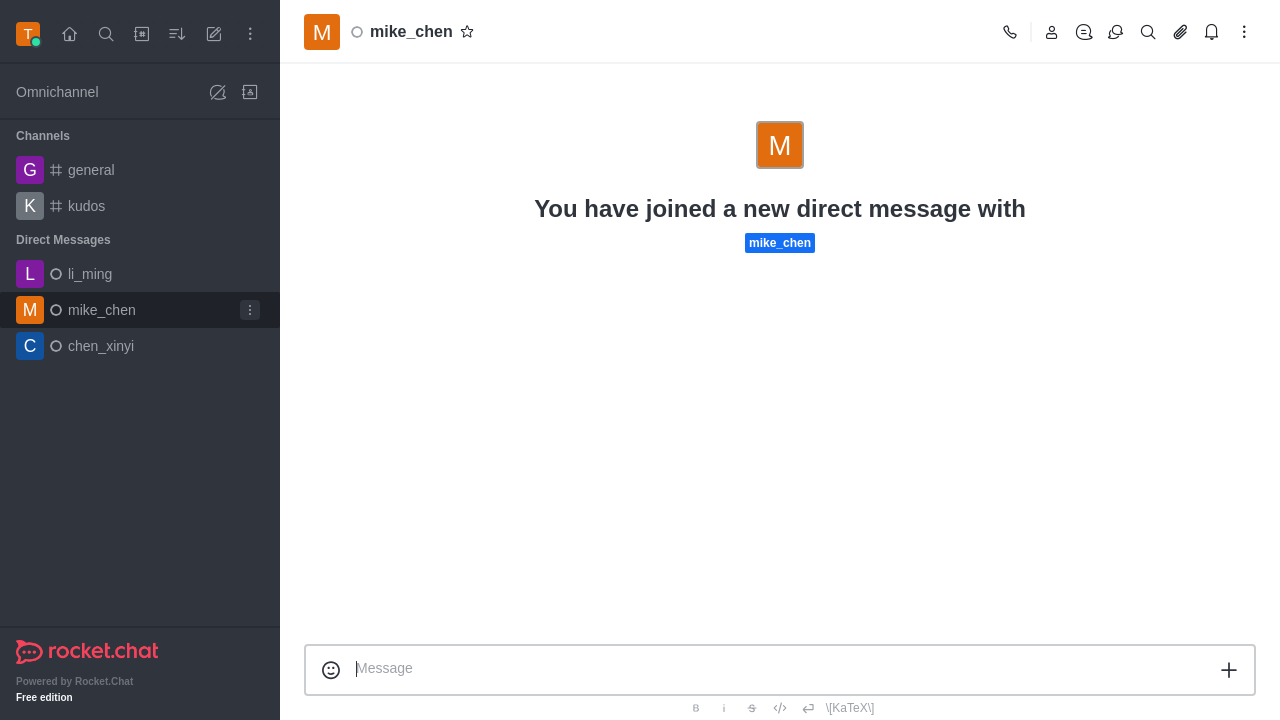 T
Omnichannel
Channels
G general
K kudos
Direct Messages
L li_ming
M mike_chen
C chen_xinyi
rocket.chat
Powered by Rocket.Chat
Free edition
M mike_chen
M
You have joined a new direct message with
mike_chen
Message
B i S \[KaTeX\]